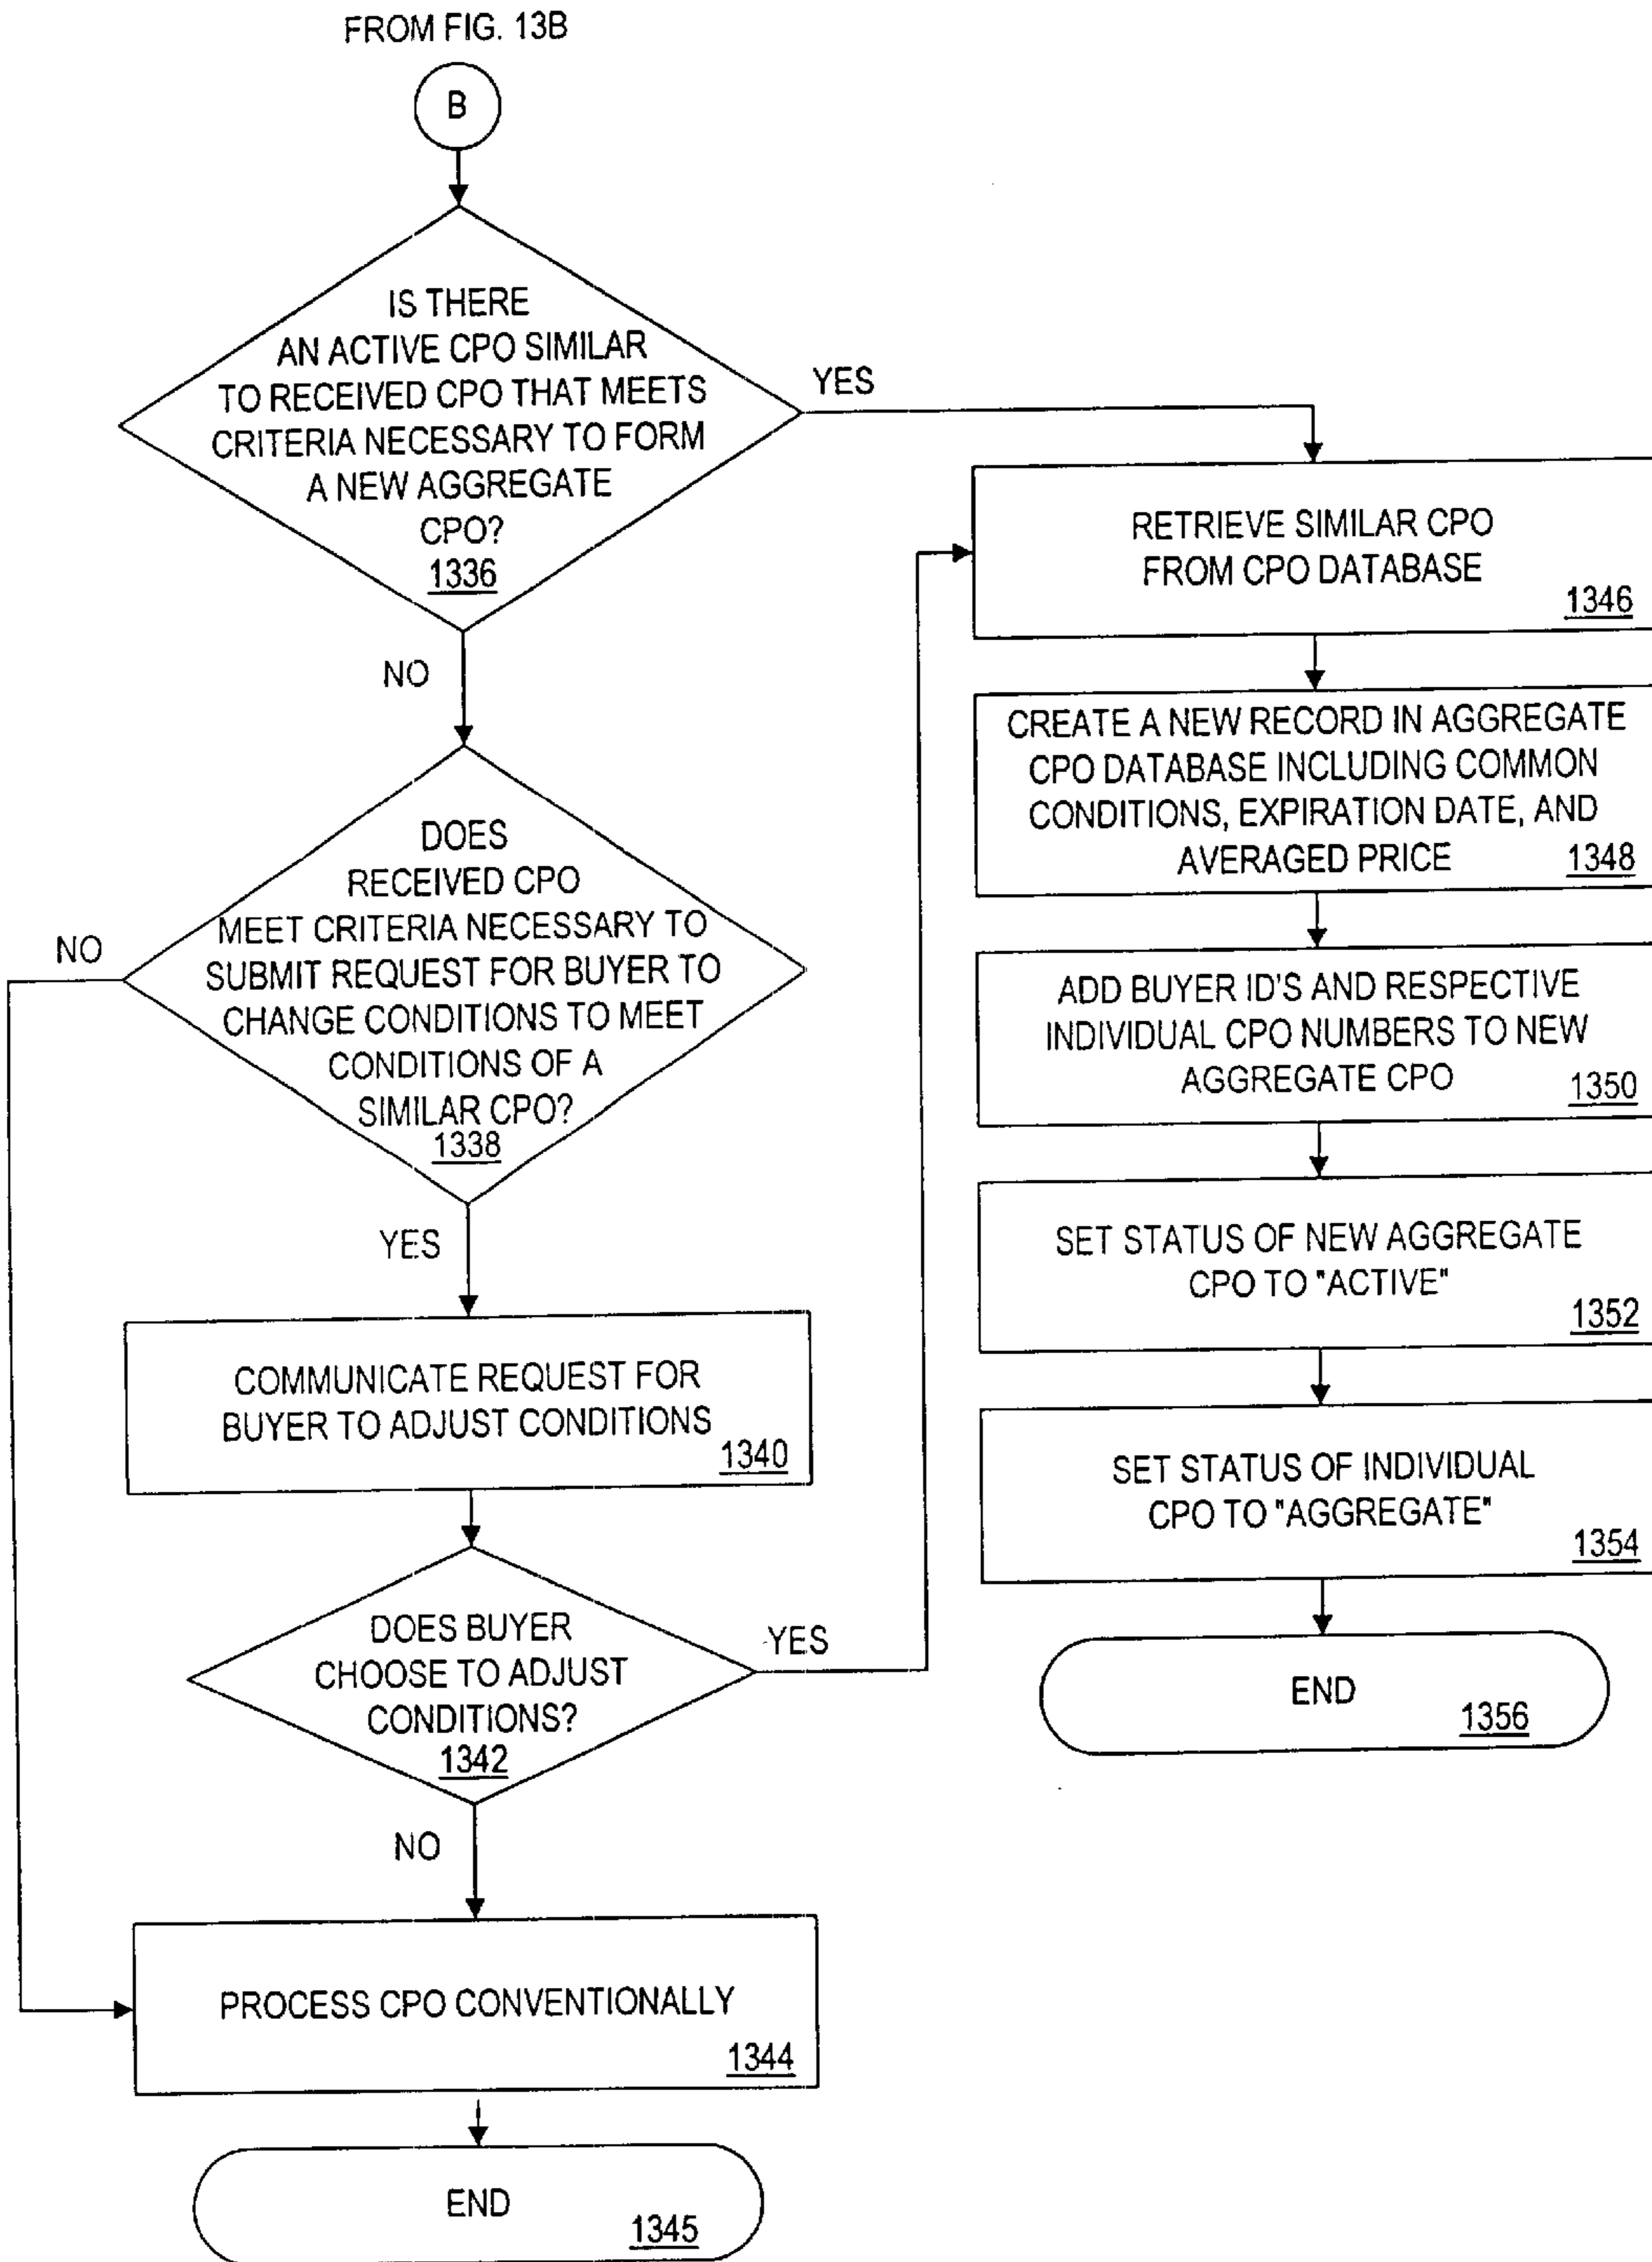 FROM FIG. 13B
B
IS THERE
AN ACTIVE CPO SIMILAR
TO RECEIVED CPO THAT MEETS
CRITERIA NECESSARY TO FORM
A NEW AGGREGATE
CPO?
1336
YES
NO
DOES
RECEIVED CPO
MEET CRITERIA NECESSARY TO
SUBMIT REQUEST FOR BUYER TO
CHANGE CONDITIONS TO MEET
CONDITIONS OF A
SIMILAR CPO?
1338
NO
YES
COMMUNICATE REQUEST FOR
BUYER TO ADJUST CONDITIONS
1340
DOES BUYER
CHOOSE TO ADJUST
CONDITIONS?
1342
YES
NO
PROCESS CPO CONVENTIONALLY
1344
END
1345
RETRIEVE SIMILAR CPO
FROM CPO DATABASE
1346
CREATE A NEW RECORD IN AGGREGATE
CPO DATABASE INCLUDING COMMON
CONDITIONS, EXPIRATION DATE, AND
AVERAGED PRICE
1348
ADD BUYER ID'S AND RESPECTIVE
INDIVIDUAL CPO NUMBERS TO NEW
AGGREGATE CPO
1350
SET STATUS OF NEW AGGREGATE
CPO TO "ACTIVE"
1352
SET STATUS OF INDIVIDUAL
CPO TO "AGGREGATE"
1354
END
1356